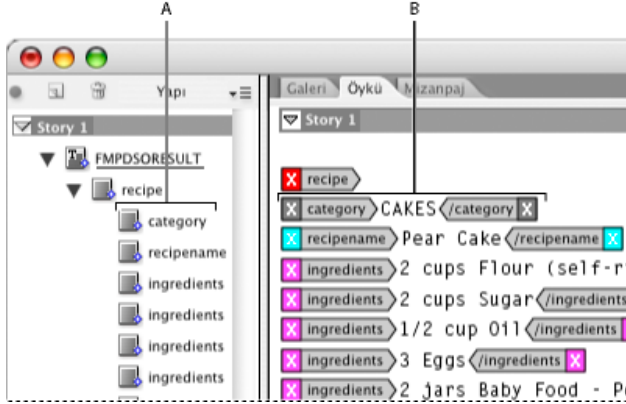 A
B
Yapı
Galeri Öykü Mizanpaj
Story 1
Story 1
FMPDSORESULT
recipe
category
recipename
ingredients
ingredients
ingredients
ingredients
recipe
category CAKES /category
recipename Pear Cake /recipename
ingredients 2 cups Flour (self-r
ingredients 2 cups Sugar /ingredients
ingredients 1/2 cup Oil /ingredients
ingredients 3 Eggs /ingredients
ingredients 2 jars Baby Food - P